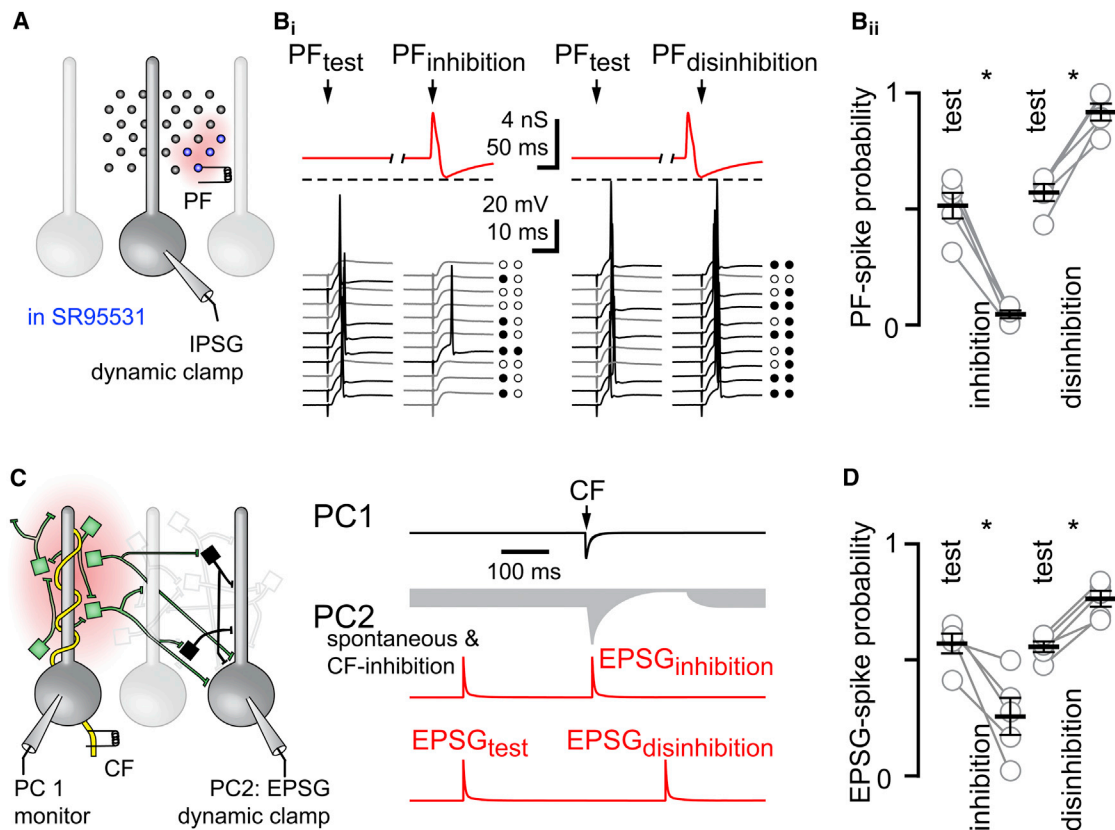 A
PF
in SR95531
IPSG
dynamic clamp
Bi
PFtest
PFinhibition
PFtest
PFdisinhibition
4 nS
50 ms
20 mV
10 ms
Bii
PF-spike probability
1
0
test
*
test
*
inhibition
disinhibition
C
PC 1
monitor
CF
PC2: EPSG
dynamic clamp
PC1
CF
100 ms
PC2
spontaneous &
CF-inhibition
EPSGinhibition
EPSGtest
EPSGdisinhibition
D
EPSG-spike probability
1
0
test
*
test
*
inhibition
disinhibition